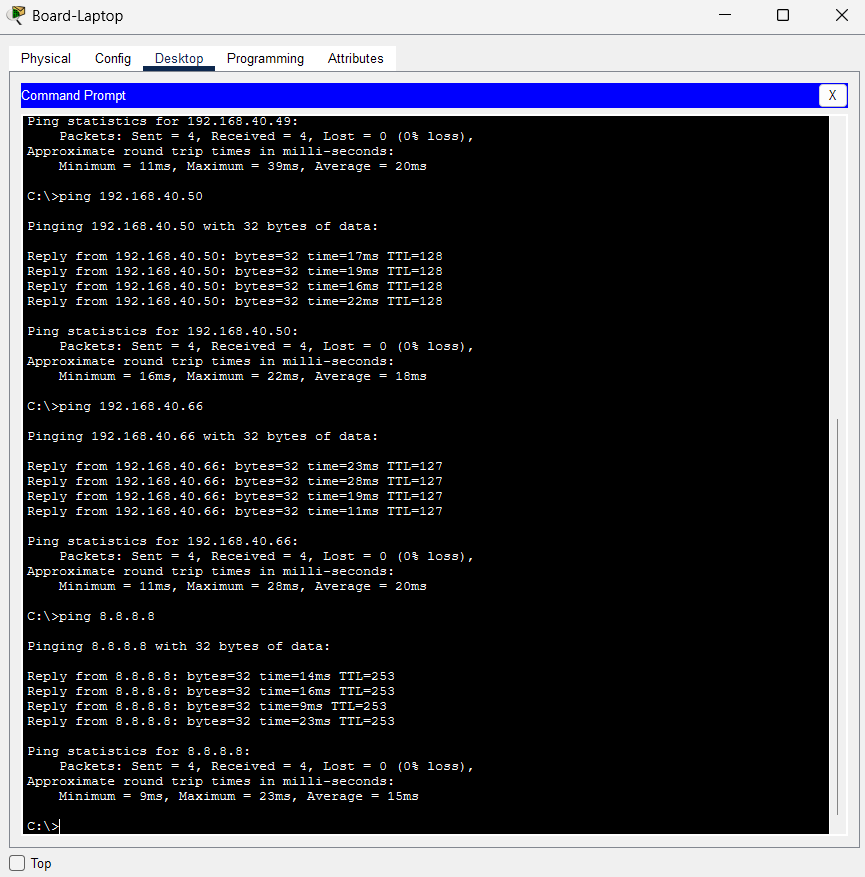 Board-Laptop
Physical Config Desktop Programming Attributes
Command Prompt X
Ping statistics for 192.168.40.49:
    Packets: Sent = 4, Received = 4, Lost = 0 (0% loss),
Approximate round trip times in milli-seconds:
    Minimum = 11ms, Maximum = 39ms, Average = 20ms
C:\>ping 192.168.40.50
Pinging 192.168.40.50 with 32 bytes of data:
Reply from 192.168.40.50: bytes=32 time=17ms TTL=128
Reply from 192.168.40.50: bytes=32 time=19ms TTL=128
Reply from 192.168.40.50: bytes=32 time=16ms TTL=128
Reply from 192.168.40.50: bytes=32 time=22ms TTL=128
Ping statistics for 192.168.40.50:
    Packets: Sent = 4, Received = 4, Lost = 0 (0% loss),
Approximate round trip times in milli-seconds:
    Minimum = 16ms, Maximum = 22ms, Average = 18ms
C:\>ping 192.168.40.66
Pinging 192.168.40.66 with 32 bytes of data:
Reply from 192.168.40.66: bytes=32 time=23ms TTL=127
Reply from 192.168.40.66: bytes=32 time=28ms TTL=127
Reply from 192.168.40.66: bytes=32 time=19ms TTL=127
Reply from 192.168.40.66: bytes=32 time=11ms TTL=127
Ping statistics for 192.168.40.66:
    Packets: Sent = 4, Received = 4, Lost = 0 (0% loss),
Approximate round trip times in milli-seconds:
    Minimum = 11ms, Maximum = 28ms, Average = 20ms
C:\>ping 8.8.8.8
Pinging 8.8.8.8 with 32 bytes of data:
Reply from 8.8.8.8: bytes=32 time=14ms TTL=253
Reply from 8.8.8.8: bytes=32 time=16ms TTL=253
Reply from 8.8.8.8: bytes=32 time=9ms TTL=253
Reply from 8.8.8.8: bytes=32 time=23ms TTL=253
Ping statistics for 8.8.8.8:
    Packets: Sent = 4, Received = 4, Lost = 0 (0% loss),
Approximate round trip times in milli-seconds:
    Minimum = 9ms, Maximum = 23ms, Average = 15ms
C:\>
Top